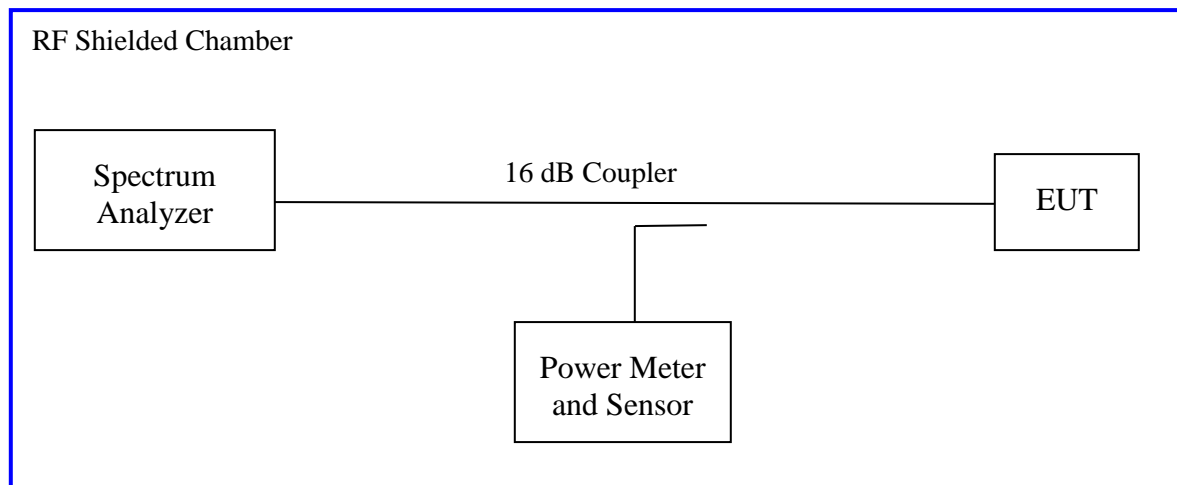 RF Shielded Chamber
Spectrum
Analyzer
16 dB Coupler
EUT
Power Meter
and Sensor